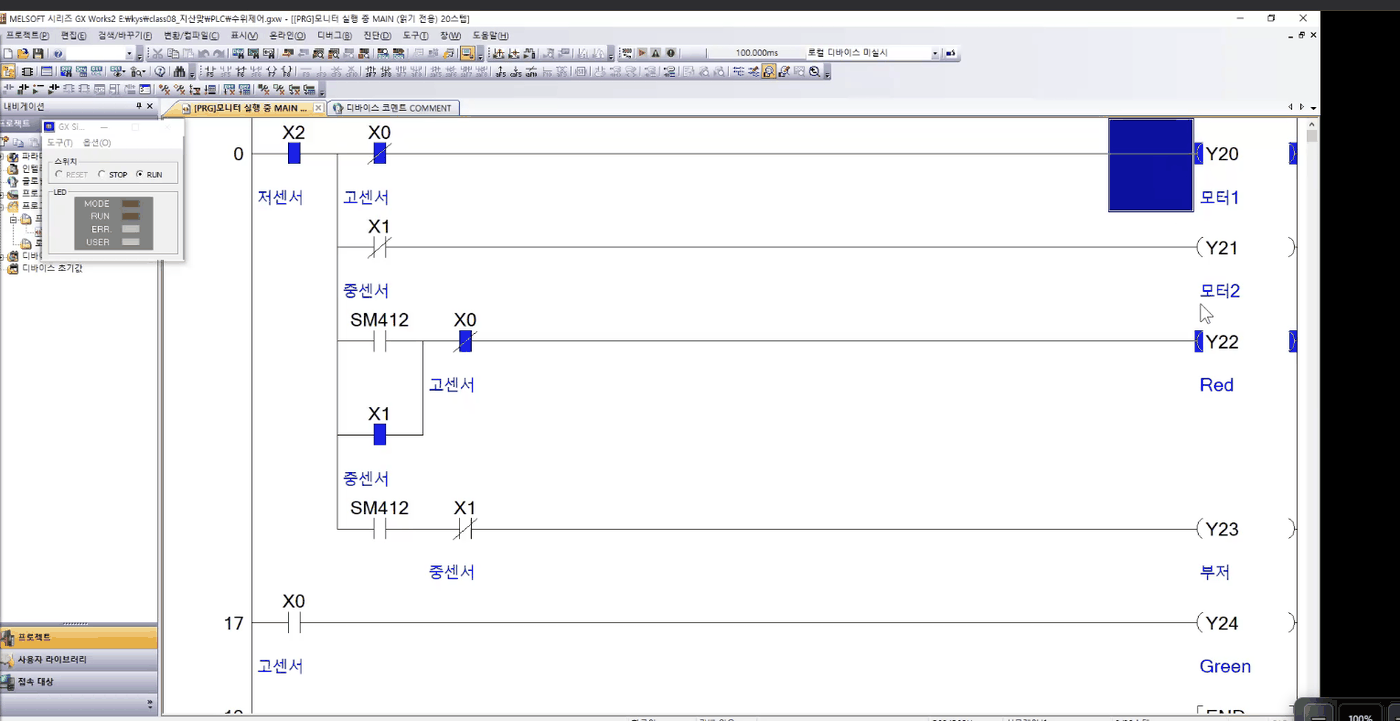 MELSOFT 시리즈 GX Works2 E:₩kys₩class08_지산맞₩PLC₩수위제어.gxw - [[PRG]모니터 실행 중 MAIN (읽기 전용) 20스텝]
프로젝트(P) 편집(E) 검색/바꾸기(F) 변환/컴파일(C) 표시(V) 온라인(O) 디버그(B) 진단(D) 도구(T) 창(W) 도움말(H)
100.000ms 로컬 디바이스 미실시
내비게이션
[PRG]모니터 실행 중 MAIN ...
디바이스 코멘트 COMMENT
프로젝트
GX Si...
도구(T) 옵션(O)
스위치
RESET STOP RUN
LED
MODE
RUN
ERR.
USER
디바이스 초기값
X2 X0
0 Y20
저센서 고센서 모터1
X1
Y21
중센서 모터2
SM412 X0
Y22
고센서 Red
X1
중센서
SM412 X1
Y23
중센서 부저
X0
17 Y24
고센서 Green
END
프로젝트
사용자 라이브러리
접속 대상
100%